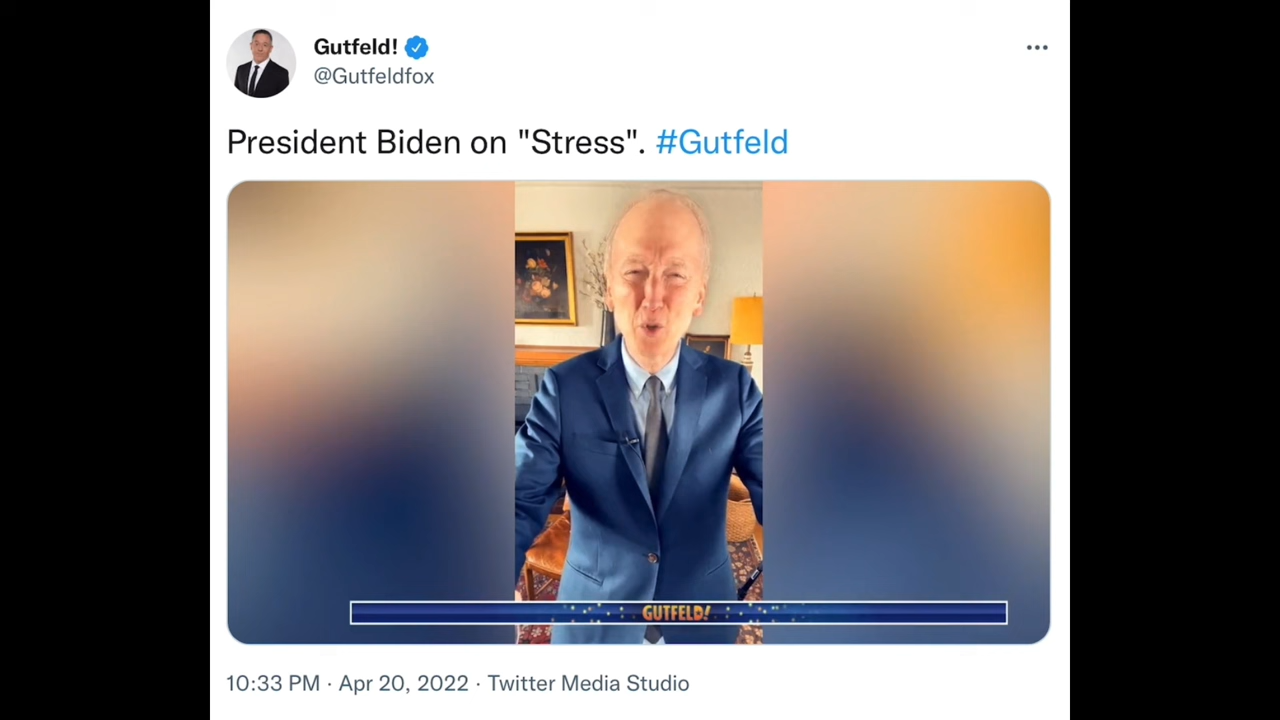 Gutfeld!
@Gutfeldfox
President Biden on "Stress". #Gutfeld
GUTFELD!
10:33 PM · Apr 20, 2022 · Twitter Media Studio